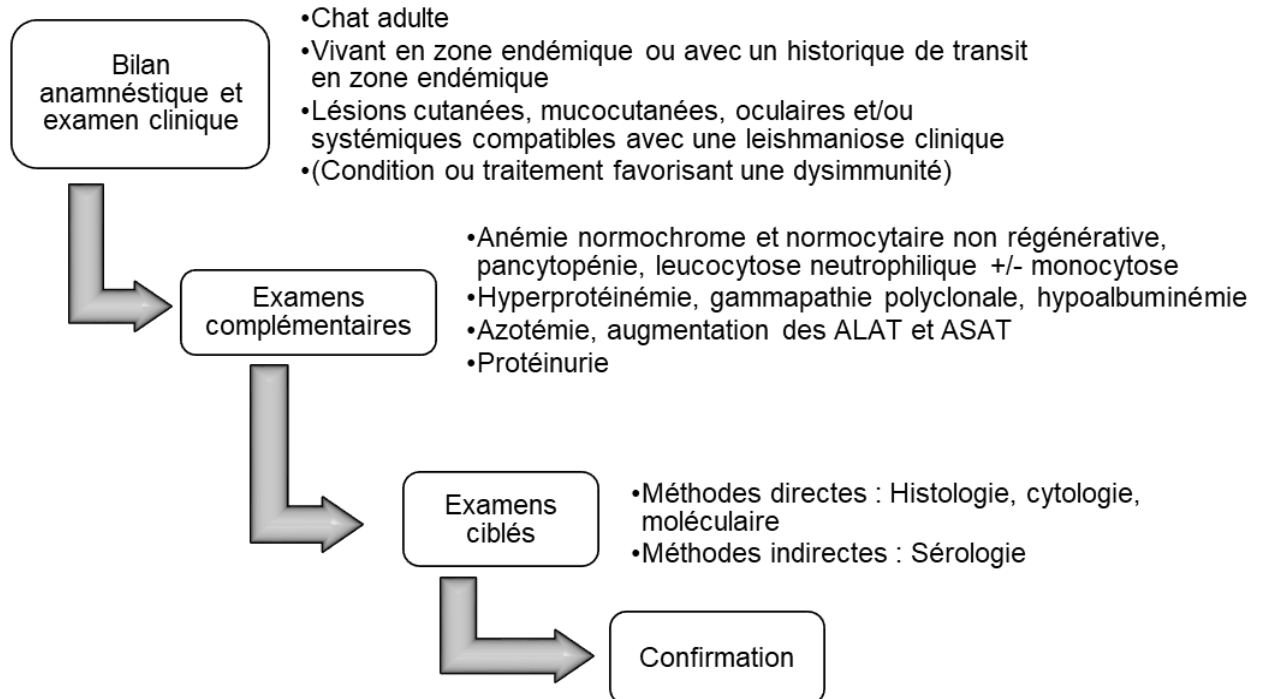 Bilan
anamnéstique et
examen clinique
•Chat adulte
•Vivant en zone endémique ou avec un historique de transit
en zone endémique
•Lésions cutanées, mucocutanées, oculaires et/ou
systémiques compatibles avec une leishmaniose clinique
•(Condition ou traitement favorisant une dysimmunité)
Examens
complémentaires
•Anémie normochrome et normocytaire non régénérative,
pancytopénie, leucocytose neutrophilique +/- monocytose
•Hyperprotéinémie, gammapathie polyclonale, hypoalbuminémie
•Azotémie, augmentation des ALAT et ASAT
•Protéinurie
Examens
ciblés
•Méthodes directes : Histologie, cytologie,
moléculaire
•Méthodes indirectes : Sérologie
Confirmation